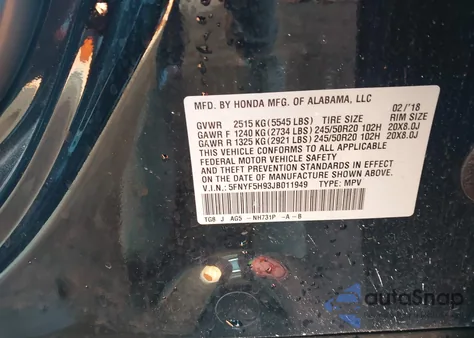 MFD. BY HONDA MFG. OF ALABAMA, LLC 02/'18
GVWR 2515 KG (5545 LBS) TIRE SIZE RIM SIZE
GAWR F 1240 KG (2734 LBS) 245/50R20 102H 20X8.0J
GAWR R 1325 KG (2921 LBS) 245/50R20 102H 20X8.0J
THIS VEHICLE CONFORMS TO ALL APPLICABLE
FEDERAL MOTOR VEHICLE SAFETY
AND THEFT PREVENTION STANDARDS IN EFFECT ON
THE DATE OF MANUFACTURE SHOWN ABOVE.
V.I.N.: 5FNYF5H93JB011949 TYPE: MPV
TG8 J AG5 -NH731P -A -B
autoSnap